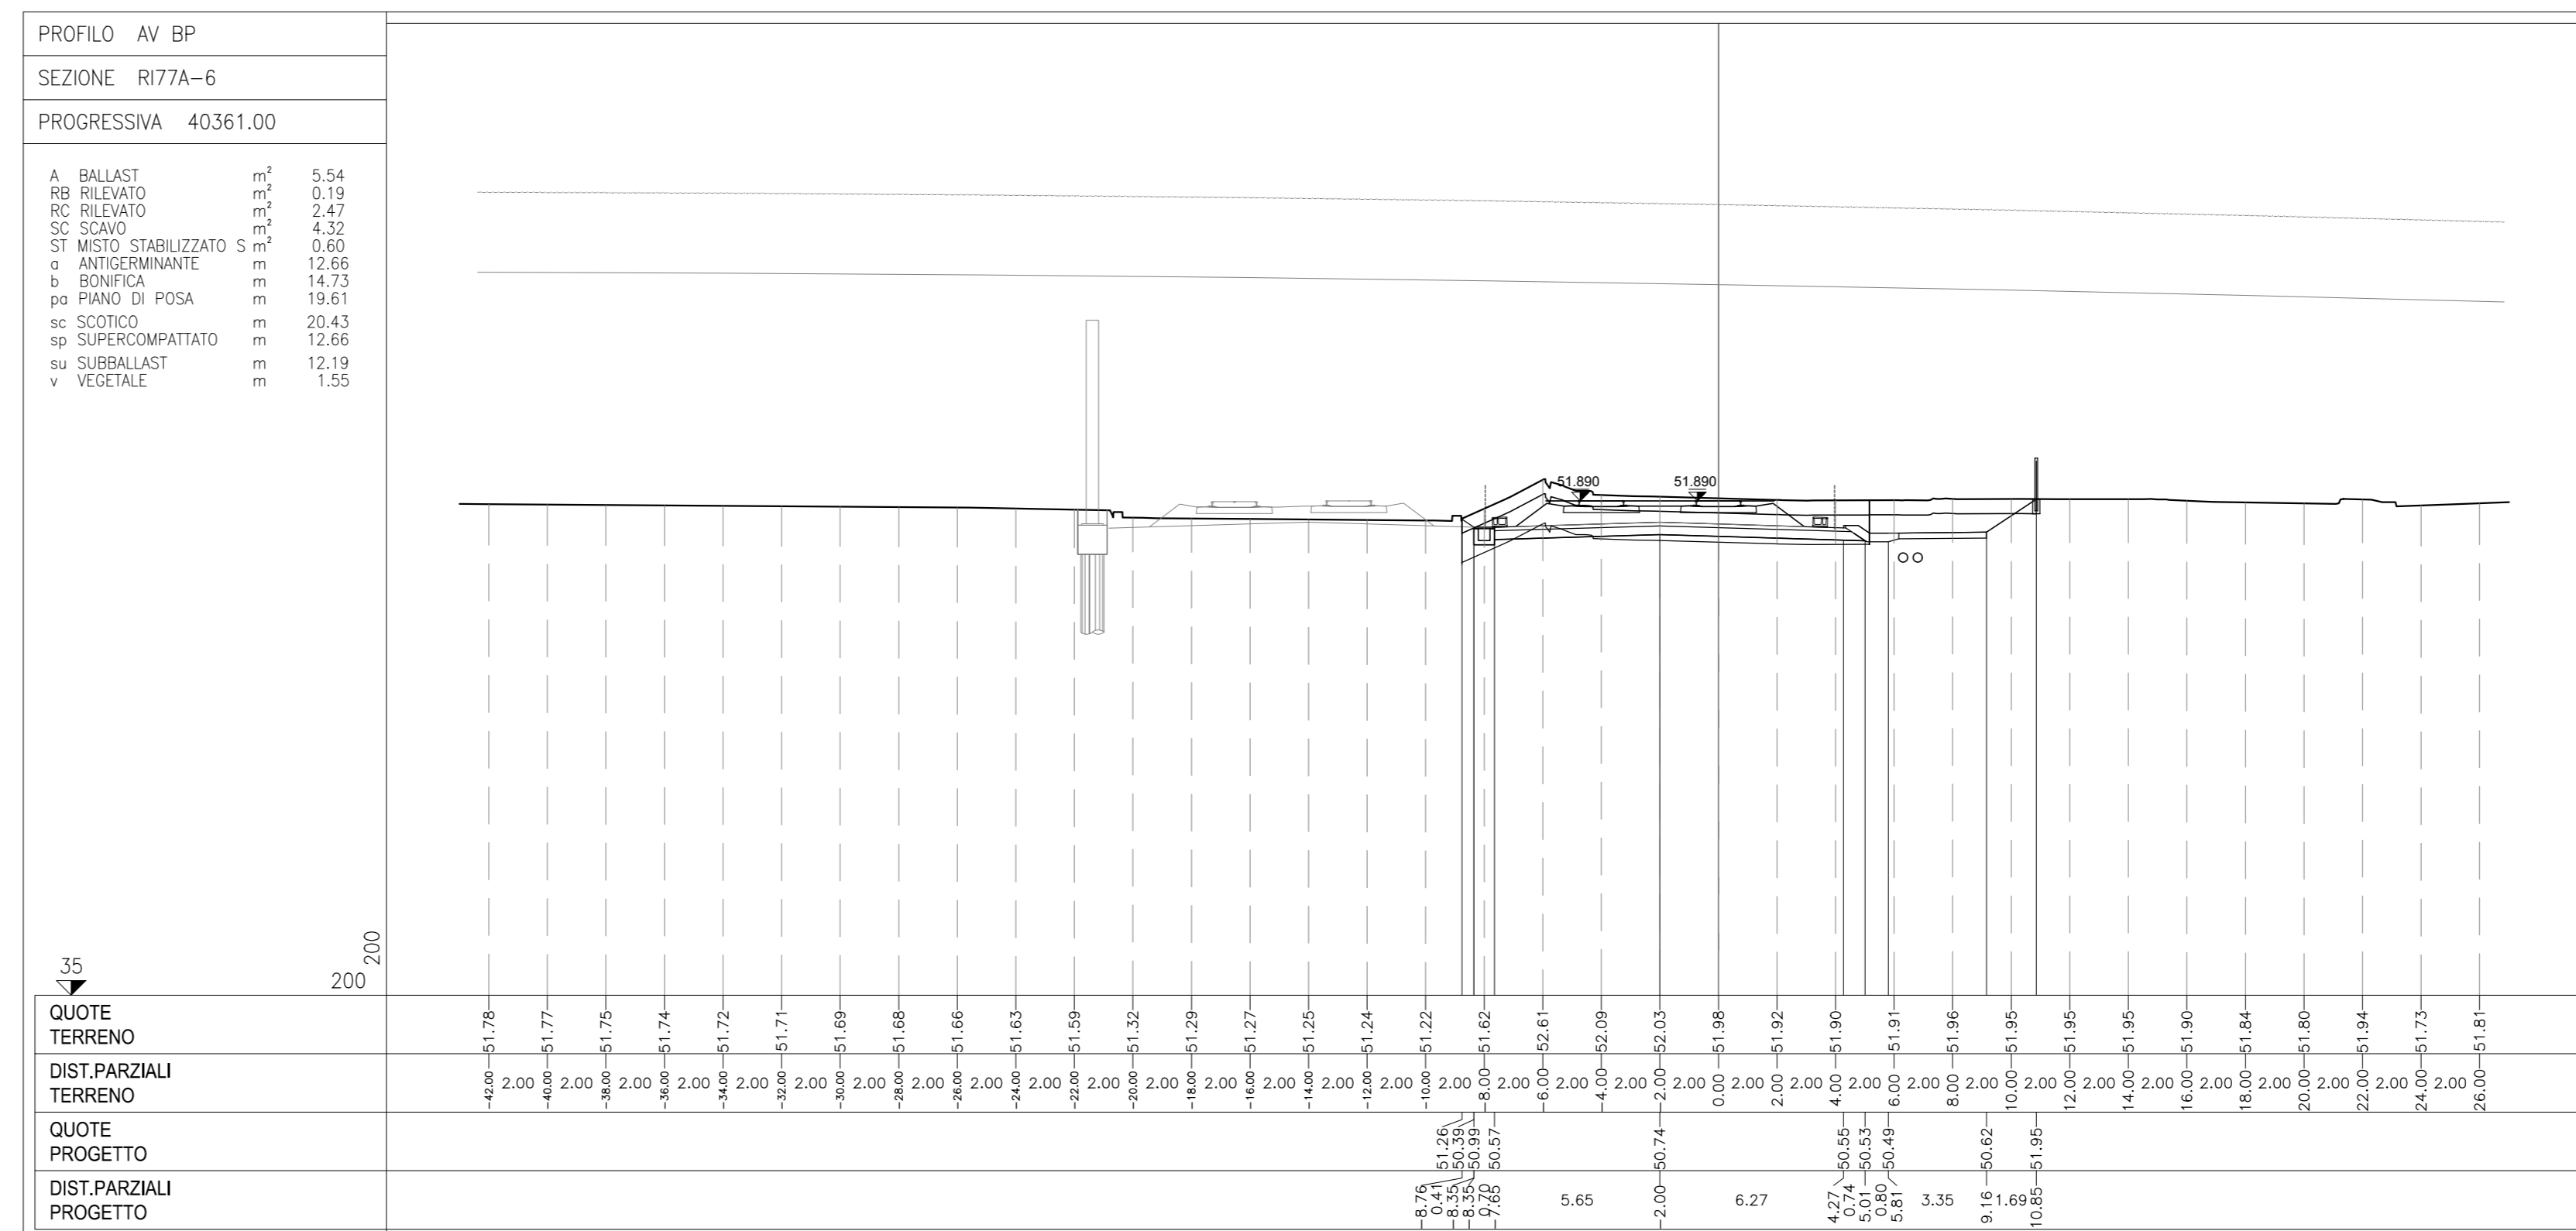 PROFILO AV BP
SEZIONE RI77A-6
PROGRESSIVA 40361.00
A BALLAST m² 5.54
RB RILEVATO m² 0.19
RC RILEVATO m² 2.47
SC SCAVO m² 4.32
ST MISTO STABILIZZATO S m² 0.60
a ANTIGERMINANTE m 12.66
b BONIFICA m 14.73
pa PIANO DI POSA m 19.61
sc SCOTICO m 20.43
sp SUPERCOMPATTATO m 12.66
su SUBBALLAST m 12.19
v VEGETALE m 1.55
51.890 51.890
35
200
200
QUOTE
TERRENO
51.78 51.77 51.75 51.74 51.72 51.71 51.69 51.68 51.66 51.63 51.59 51.32 51.29 51.27 51.25 51.24 51.22 51.62 52.61 52.09 52.03 51.98 51.92 51.90 51.91 51.96 51.95 51.95 51.95 51.90 51.84 51.80 51.94 51.73 51.81
DIST.PARZIALI
TERRENO
-42.00 2.00 -40.00 2.00 -38.00 2.00 -36.00 2.00 -34.00 2.00 -32.00 2.00 -30.00 2.00 -28.00 2.00 -26.00 2.00 -24.00 2.00 -22.00 2.00 -20.00 2.00 -18.00 2.00 -16.00 2.00 -14.00 2.00 -12.00 2.00 -10.00 2.00 -8.00 2.00 -6.00 2.00 -4.00 2.00 -2.00 2.00 0.00 2.00 2.00 2.00 4.00 2.00 6.00 2.00 8.00 2.00 10.00 2.00 12.00 2.00 14.00 2.00 16.00 2.00 18.00 2.00 20.00 2.00 22.00 2.00 24.00 2.00 26.00
QUOTE
PROGETTO
51.26 50.39 50.99 50.57 50.74 50.55 50.53 50.49 50.62 51.95
DIST.PARZIALI
PROGETTO
-8.76 0.41 -8.35 -8.35 0.70 -7.65 5.65 -2.00 6.27 4.27 0.74 5.01 0.80 5.81 3.35 9.16 1.69 10.85